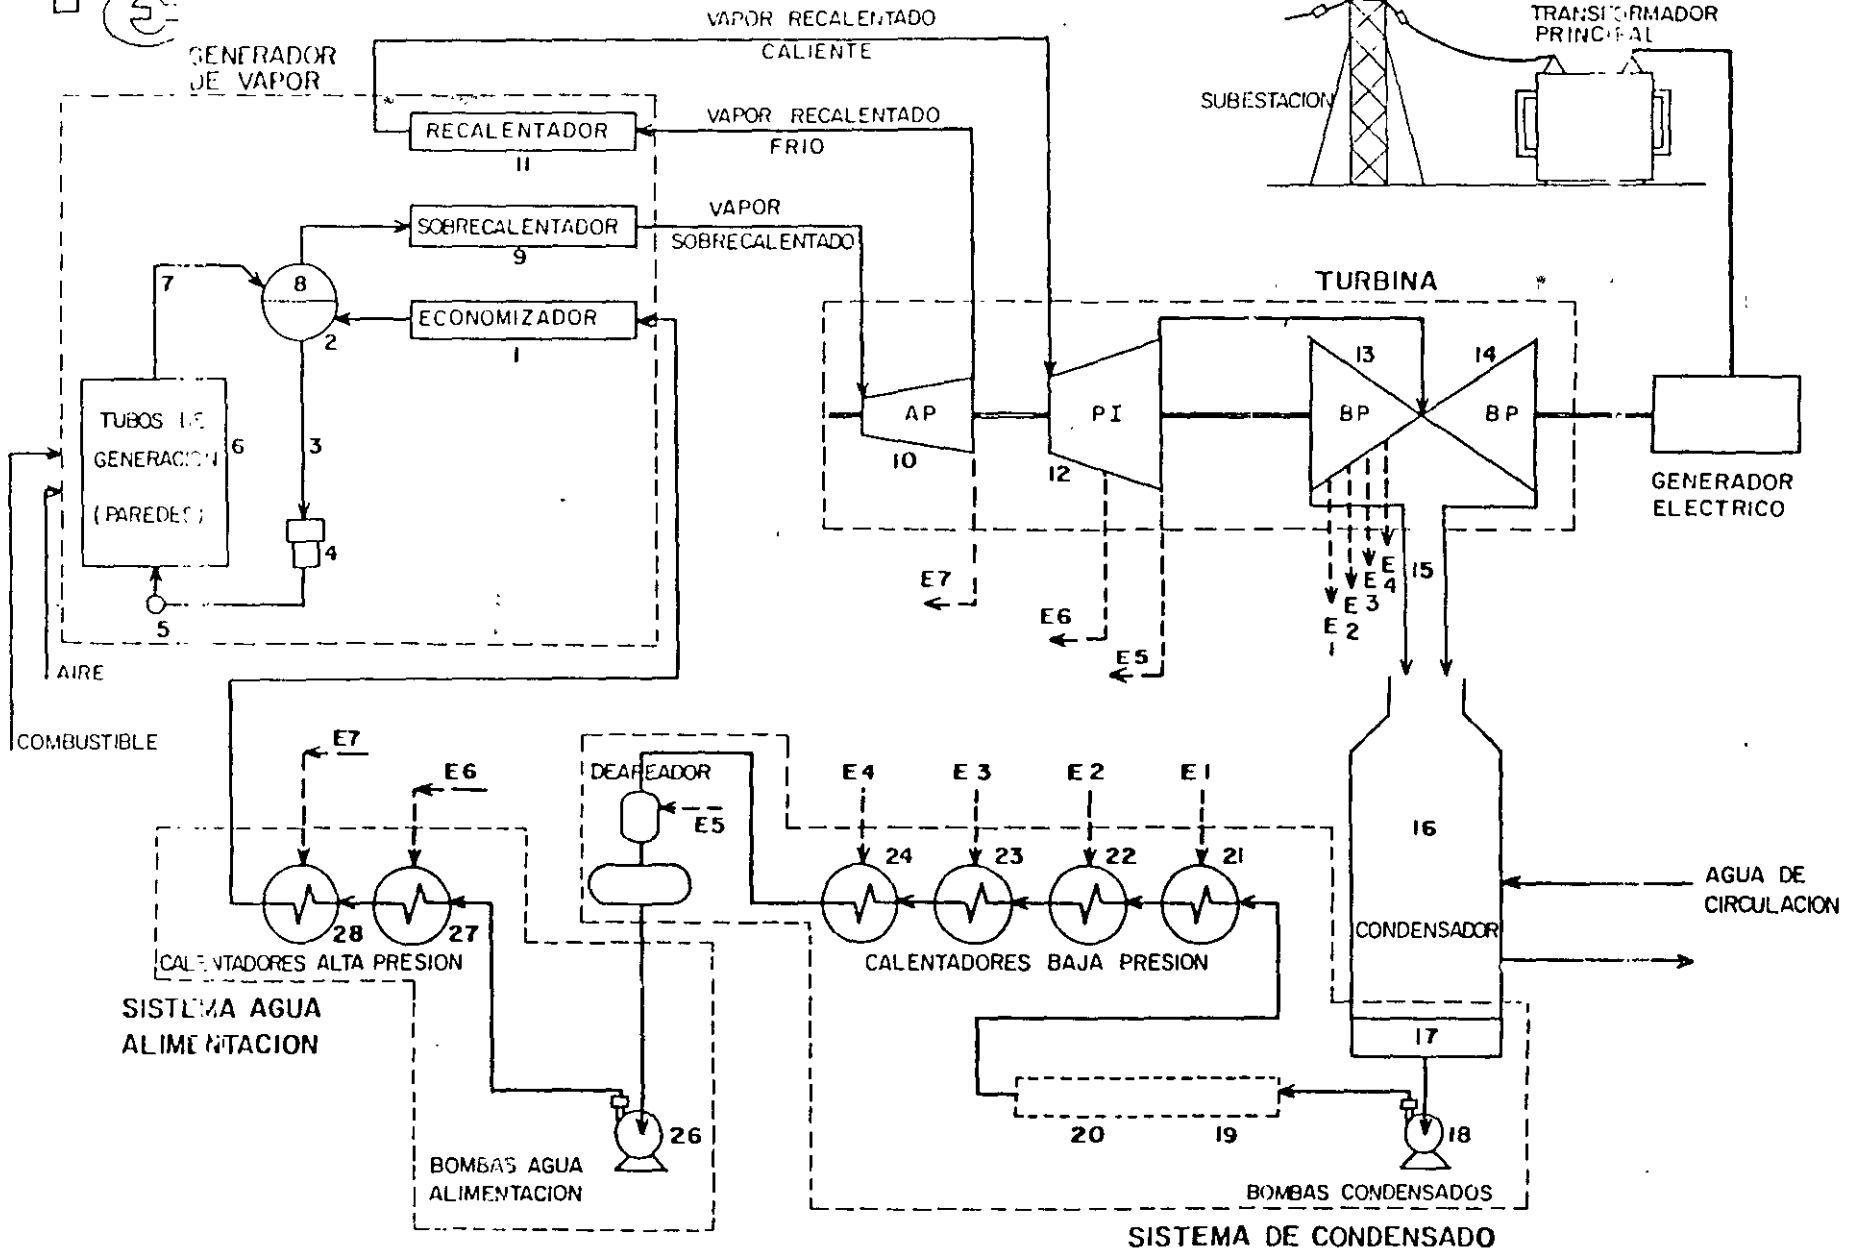 VAPOR RECALENTADO
CALIENTE
TRANSFORMADOR
PRINCIPAL
GENERADOR
DE VAPOR
SUBESTACION
RECALENTADOR
11
VAPOR RECALENTADO
FRIO
SOBRECALENTADOR
9
VAPOR
SOBRECALENTADO
7
8
2
ECONOMIZADOR
1
TURBINA
TUBOS DE
GENERACION
(PAREDES)
6
3
4
5
AP
10
PI
12
13
14
BP
BP
GENERADOR
ELECTRICO
E7
E6
E5
E
4
E
3
E
2
E
15
AIRE
COMBUSTIBLE
E7
E6
DEAREADOR
E5
E4
E3
E2
E1
16
24
23
22
21
AGUA DE
CIRCULACION
28
27
CALENTADORES ALTA PRESION
CALENTADORES BAJA PRESION
CONDENSADOR
SISTEMA AGUA
ALIMENTACION
17
26
20
19
18
BOMBAS AGUA
ALIMENTACION
BOMBAS CONDENSADOS
SISTEMA DE CONDENSADO